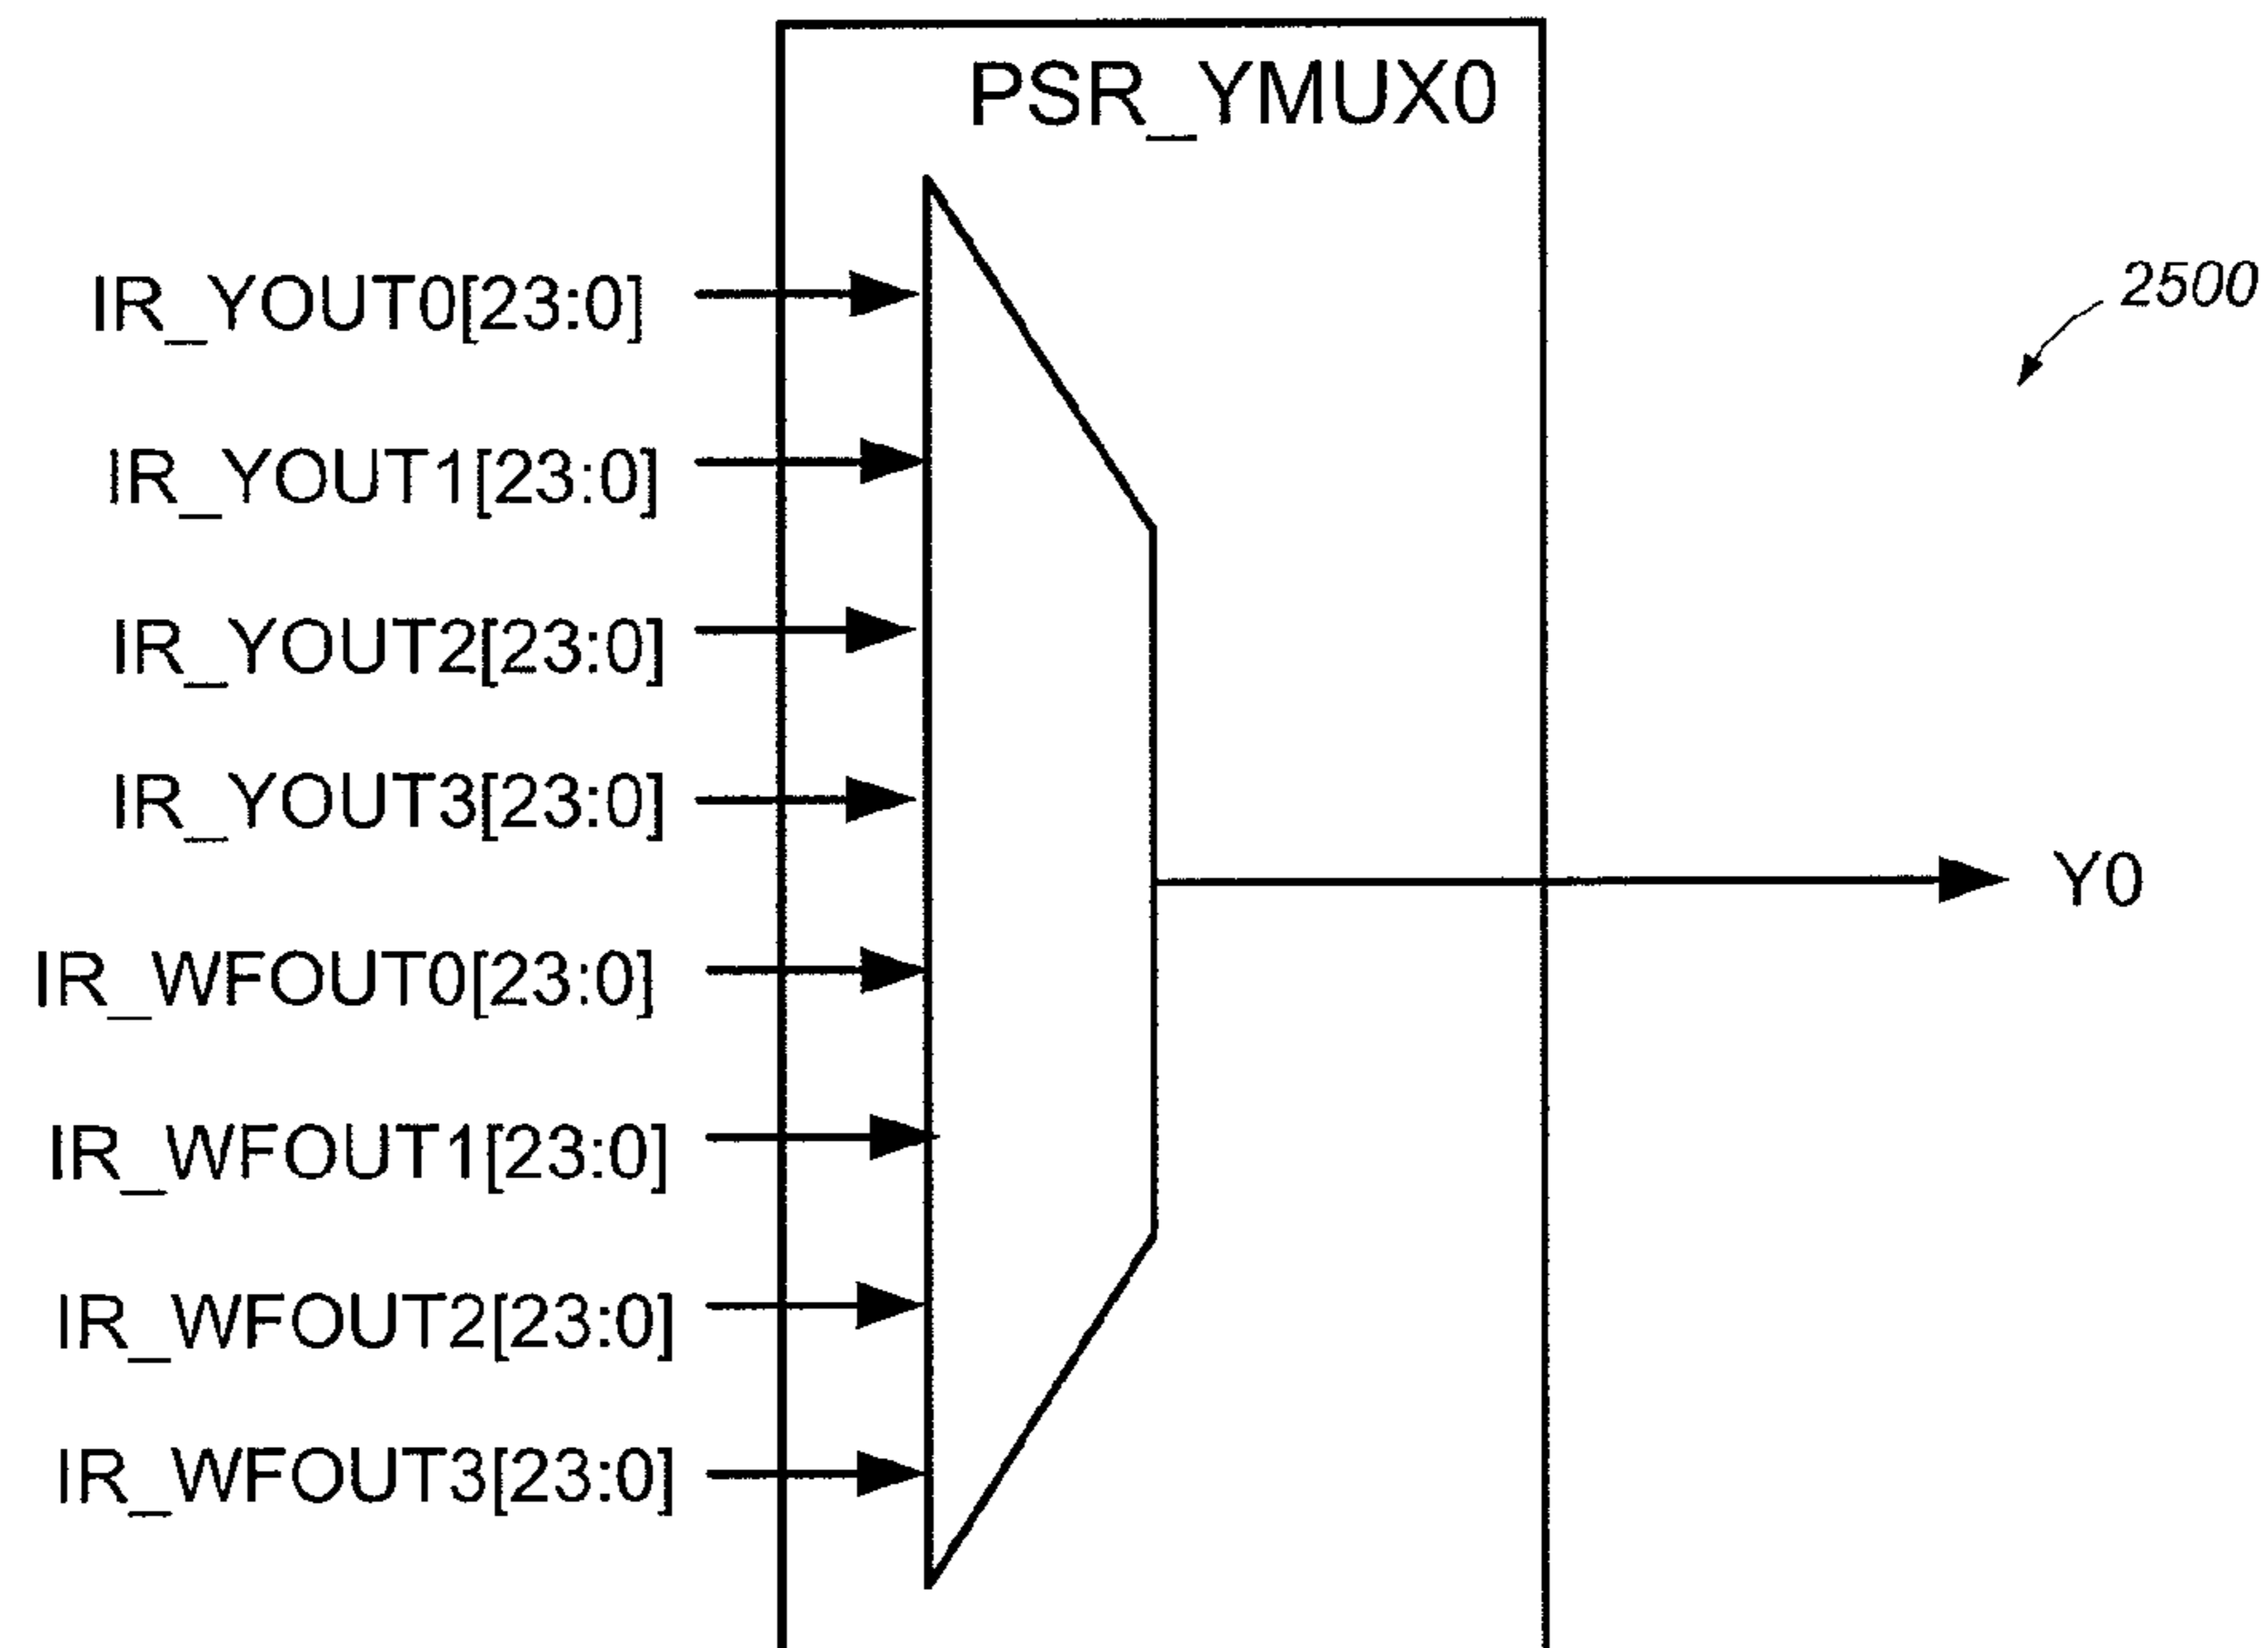 PSR_YMUX0
IR_YOUT0[23:0]
2500
IR_YOUT1[23:0]
IR_YOUT2[23:0]
IR_YOUT3[23:0]
Y0
IR_WFOUT0[23:0]
IR_WFOUT1[23:0]
IR_WFOUT2[23:0]
IR_WFOUT3[23:0]